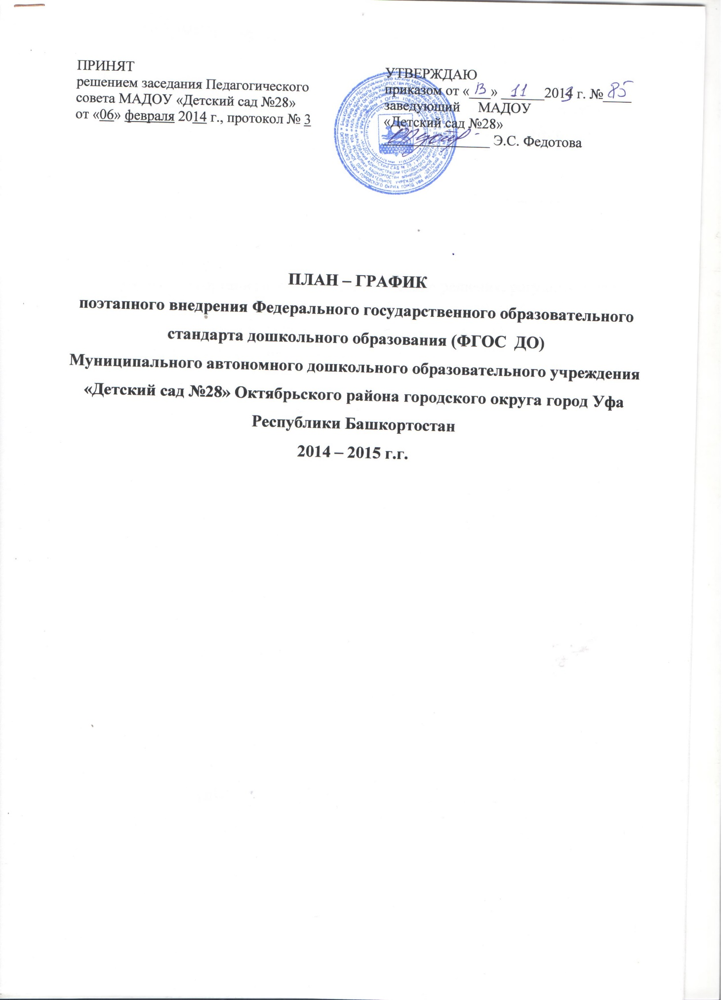 ПРИНЯТ
решением заседания Педагогического
совета МАДОУ «Детский сад №28»
от «06» февраля 2014 г., протокол № 3
УТВЕРЖДАЮ
приказом от «13» 11 2013 г. № 85
заведующий МАДОУ
«Детский сад №28»
Э.С. Федотова
ПЛАН – ГРАФИК
поэтапного внедрения Федерального государственного образовательного
стандарта дошкольного образования (ФГОС ДО)
Муниципального автономного дошкольного образовательного учреждения
«Детский сад №28» Октябрьского района городского округа город Уфа
Республики Башкортостан
2014 – 2015 г.г.